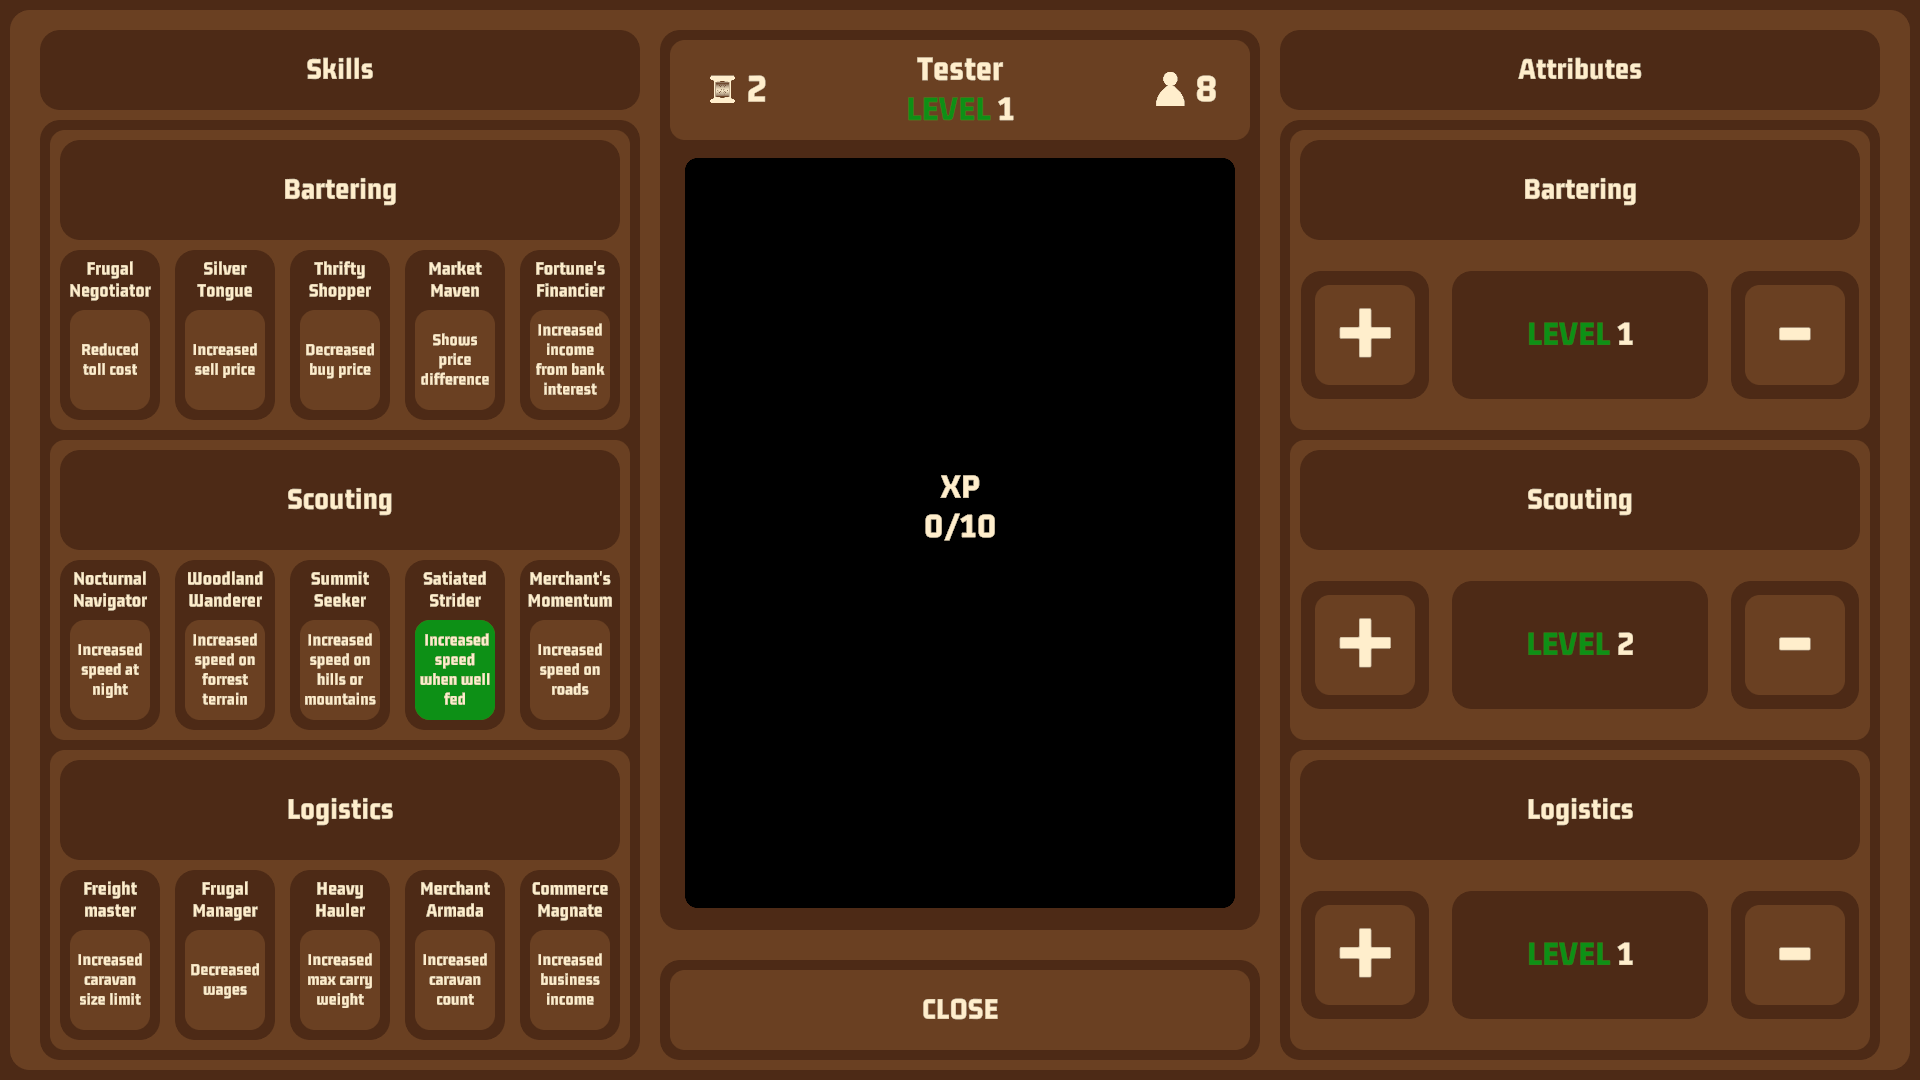 Skills
Bartering
Frugal
Negotiator
Reduced
toll cost
Silver
Tongue
Increased
sell price
Thrifty
Shopper
Decreased
buy price
Market
Maven
Shows
price
difference
Fortune's
Financier
Increased
income
from bank
interest
Scouting
Nocturnal
Navigator
Increased
speed at
night
Woodland
Wanderer
Increased
speed on
forrest
terrain
Summit
Seeker
Increased
speed on
hills or
mountains
Satiated
Strider
Increased
speed
when well
fed
Merchant's
Momentum
Increased
speed on
roads
Logistics
Freight
master
Increased
caravan
size limit
Frugal
Manager
Decreased
wages
Heavy
Hauler
Increased
max carry
weight
Merchant
Armada
Increased
caravan
count
Commerce
Magnate
Increased
business
income
2
Tester
LEVEL 1
8
XP
0/10
CLOSE
Attributes
Bartering
+ LEVEL 1 -
Scouting
+ LEVEL 2 -
Logistics
+ LEVEL 1 -